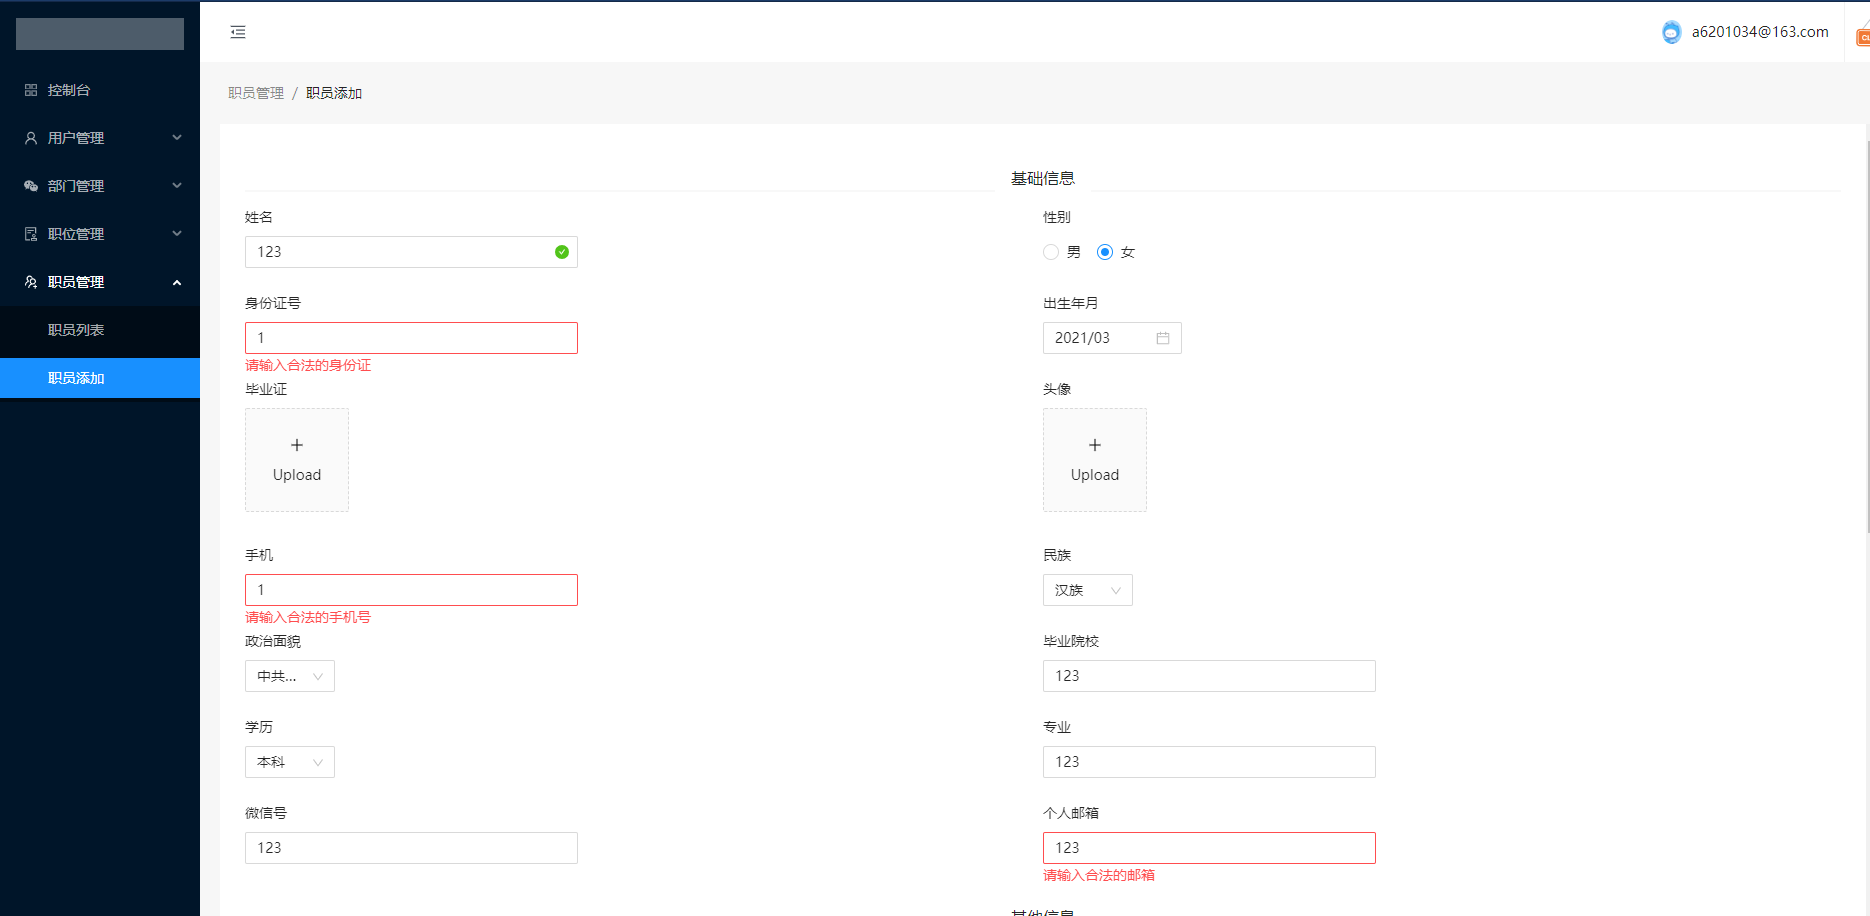 a6201034@163.com
控制台
用户管理
部门管理
职位管理
职员管理
职员列表
职员添加
职员管理 / 职员添加
基础信息
姓名
123
性别
男 女
身份证号
1
请输入合法的身份证
出生年月
2021/03
毕业证
Upload
头像
Upload
手机
1
请输入合法的手机号
民族
汉族
政治面貌
中共...
毕业院校
123
学历
本科
专业
123
微信号
123
个人邮箱
123
请输入合法的邮箱
其他信息